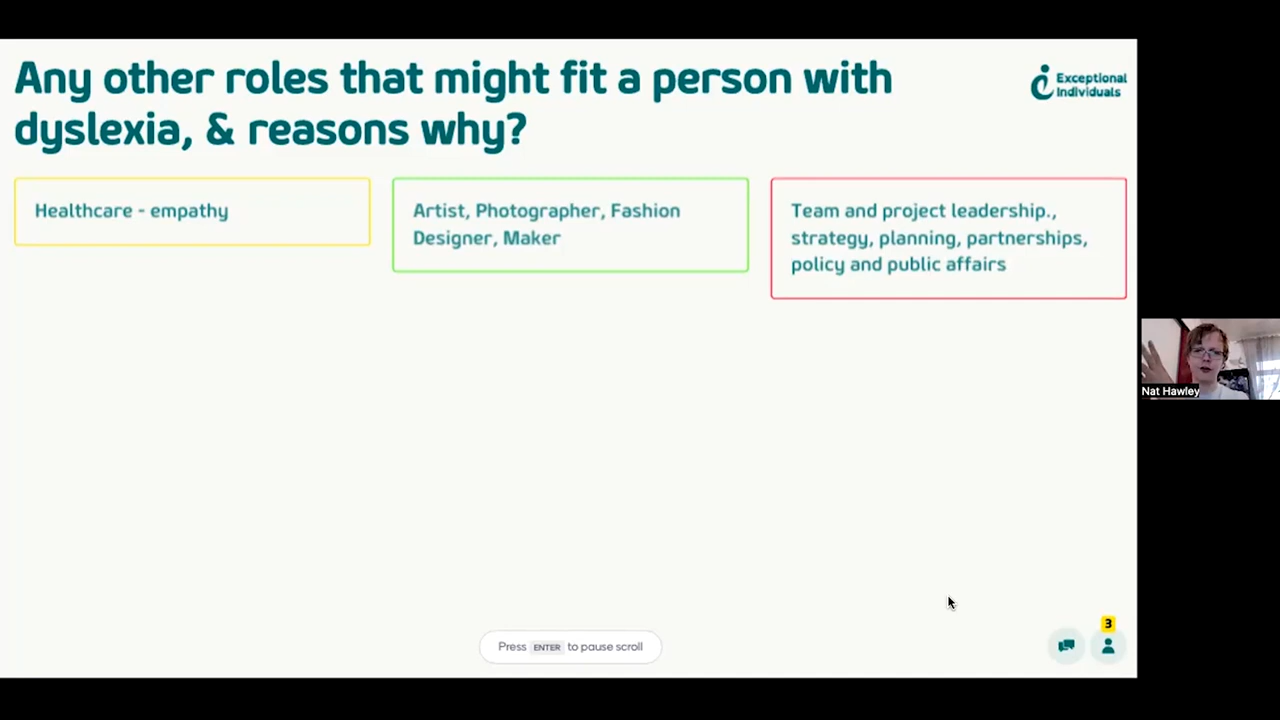 Any other roles that might fit a person with
dyslexia, & reasons why?
Exceptional
Individuals
Healthcare - empathy
Artist, Photographer, Fashion
Designer, Maker
Team and project leadership.,
strategy, planning, partnerships,
policy and public affairs
Nat Hawley
3
Press ENTER to pause scroll